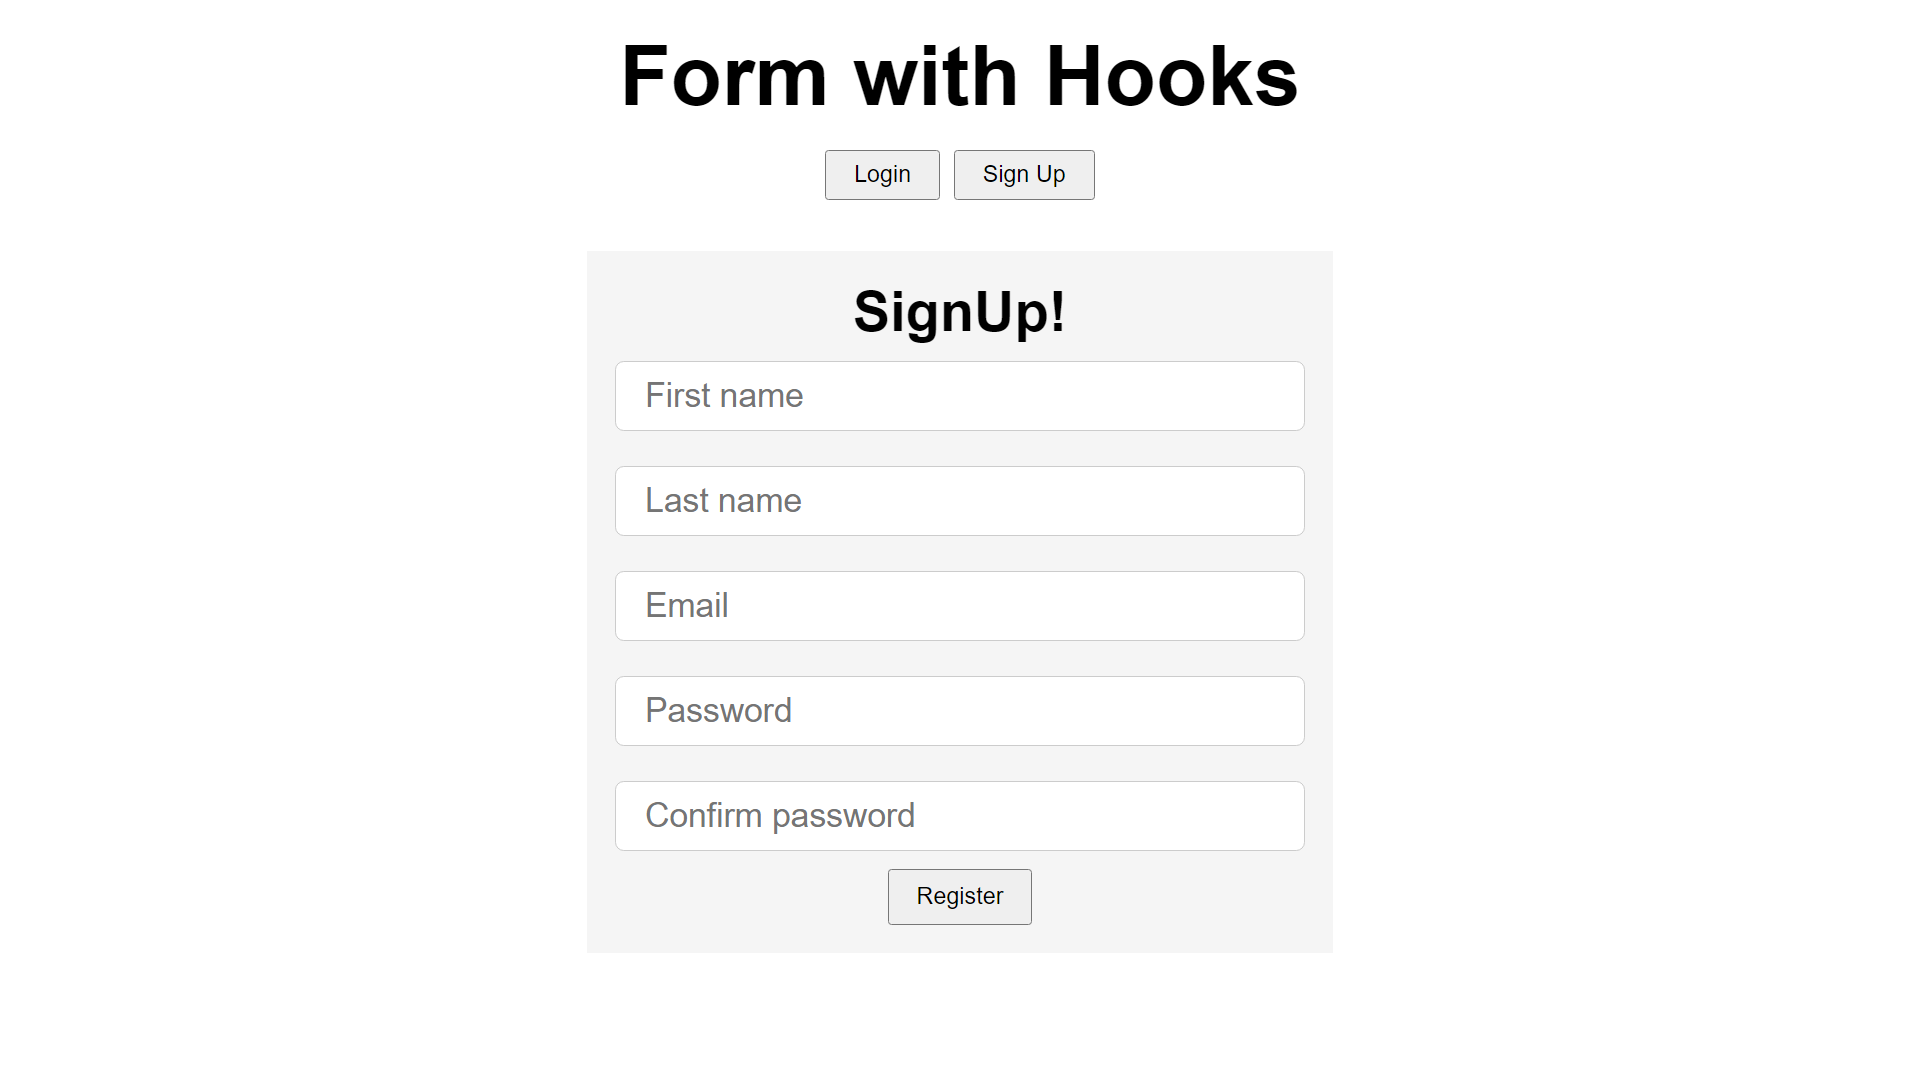 Form with Hooks
Login Sign Up
SignUp!
First name
Last name
Email
Password
Confirm password
Register